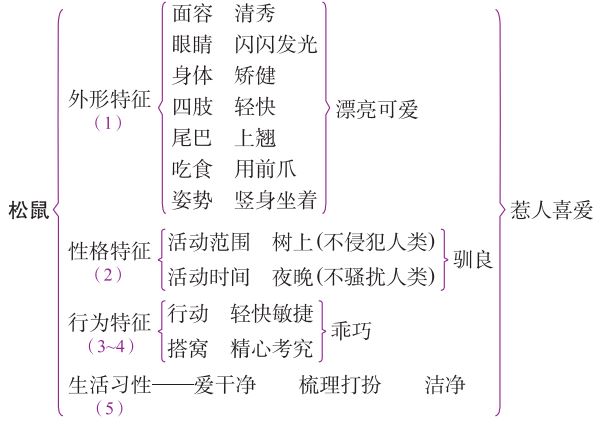 面容 清秀
眼睛 闪闪发光
身体 矫健
外形特征
四肢 轻快
漂亮可爱
(1)
尾巴 上翘
吃食 用前爪
姿势 竖身坐着
松鼠
惹人喜爱
活动范围 树上(不侵犯人类)
性格特征
驯良
(2)
活动时间 夜晚(不骚扰人类)
行动 轻快敏捷
行为特征
乖巧
(3~4)
搭窝 精心考究
生活习性——爱干净 梳理打扮 洁净
(5)